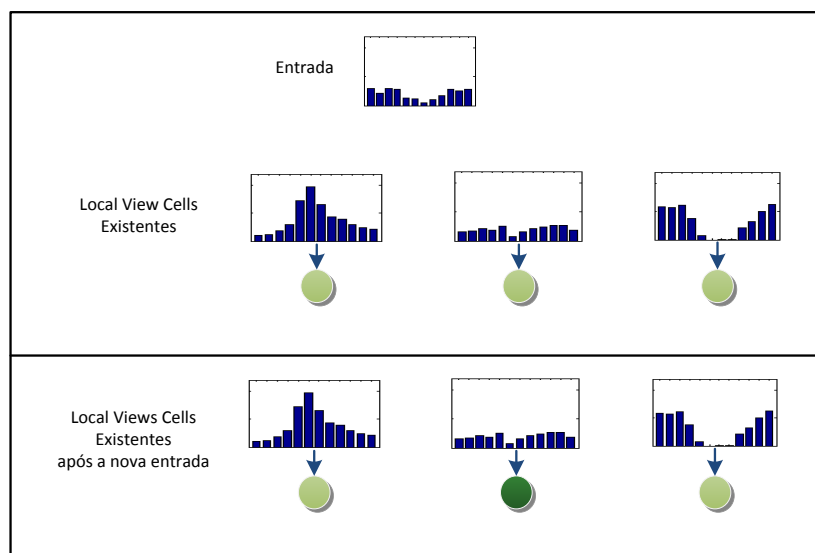 Entrada
Local View Cells
Existentes
Local Views Cells
Existentes
após a nova entrada